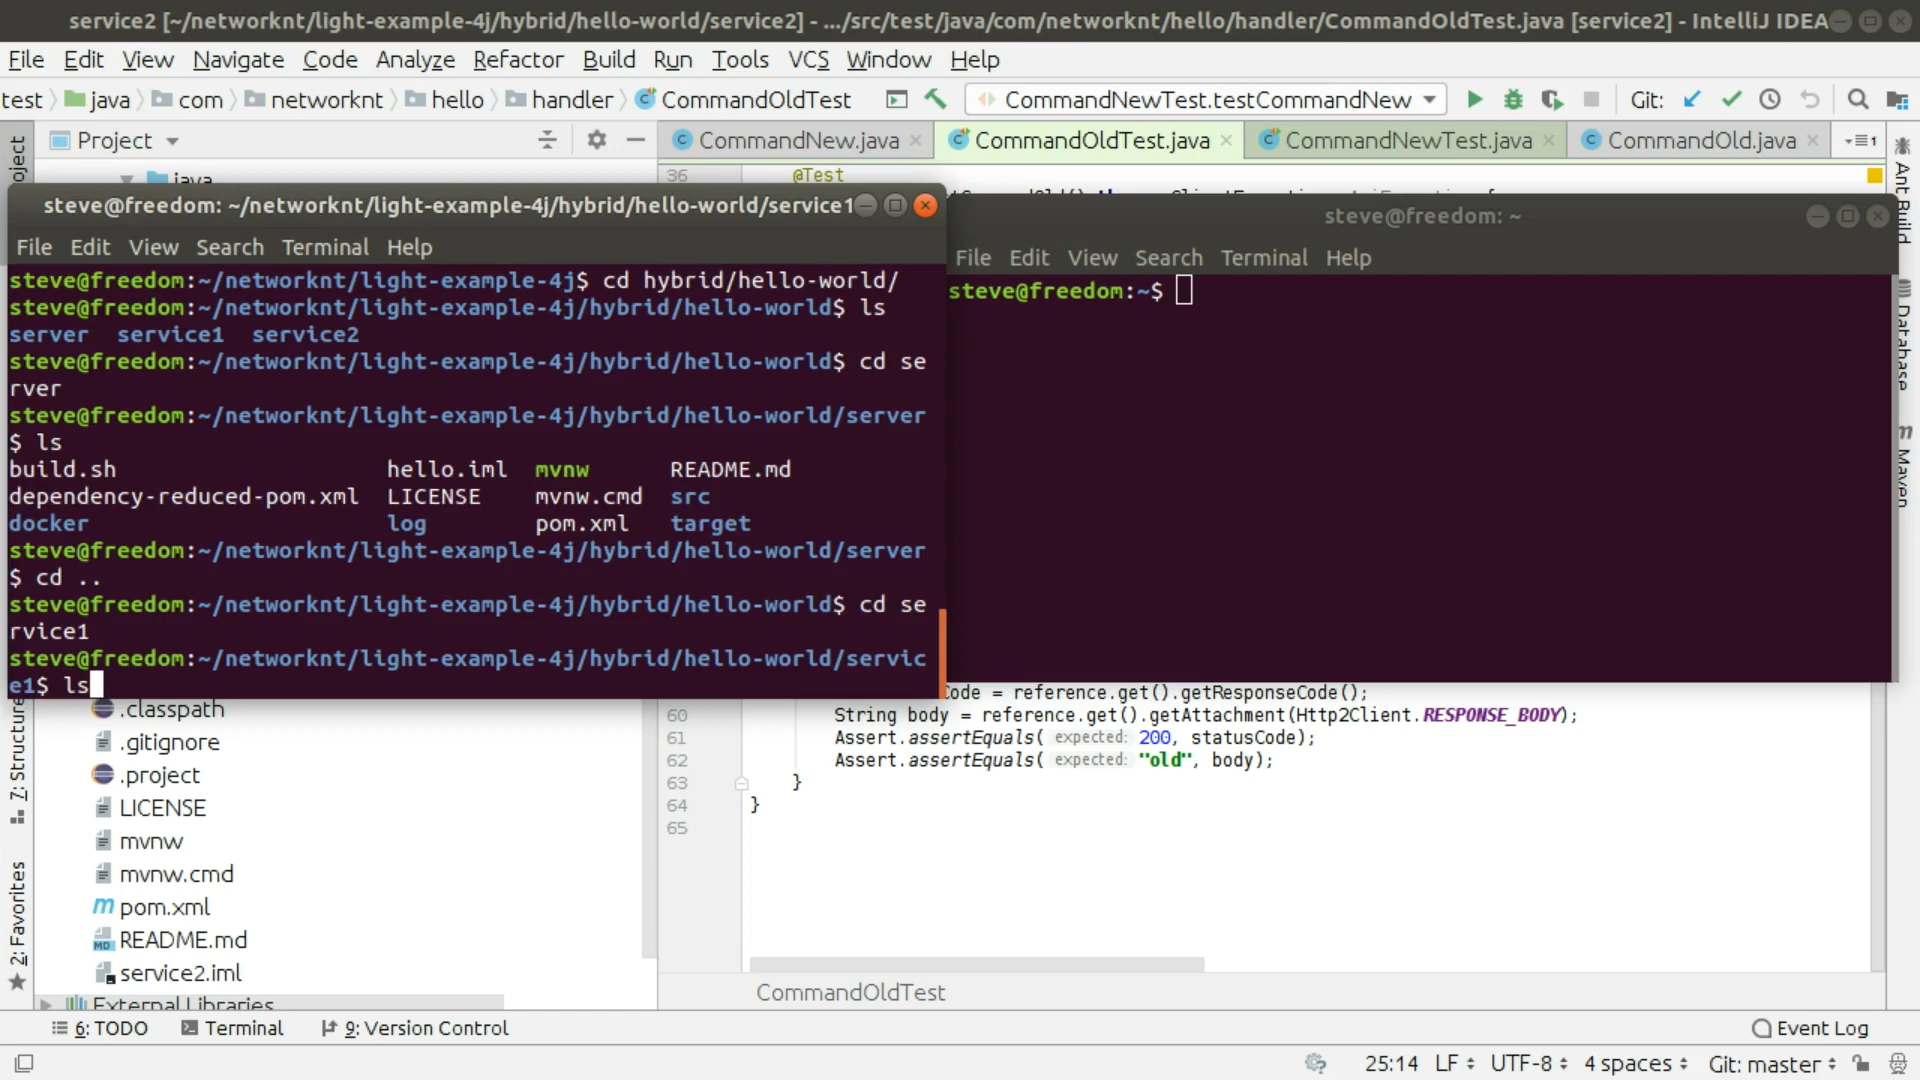 service2 [~/networknt/light-example-4j/hybrid/hello-world/service2] - .../src/test/java/com/networknt/hello/handler/CommandOldTest.java [service2] - IntelliJ IDEA
File Edit View Navigate Code Analyze Refactor Build Run Tools VCS Window Help
test java com networknt hello handler CommandOldTest CommandNewTest.testCommandNew Git:
Project CommandNew.java CommandOldTest.java CommandNewTest.java CommandOld.java 1
java
36 @Test
steve@freedom: ~/networknt/light-example-4j/hybrid/hello-world/service1
File Edit View Search Terminal Help
steve@freedom:~/networknt/light-example-4j$ cd hybrid/hello-world/
steve@freedom:~/networknt/light-example-4j/hybrid/hello-world$ ls
server service1 service2
steve@freedom:~/networknt/light-example-4j/hybrid/hello-world$ cd se
rver
steve@freedom:~/networknt/light-example-4j/hybrid/hello-world/server
$ ls
build.sh hello.iml mvnw README.md
dependency-reduced-pom.xml LICENSE mvnw.cmd src
docker log pom.xml target
steve@freedom:~/networknt/light-example-4j/hybrid/hello-world/server
$ cd ..
steve@freedom:~/networknt/light-example-4j/hybrid/hello-world$ cd se
rvice1
steve@freedom:~/networknt/light-example-4j/hybrid/hello-world/servic
e1$ ls
steve@freedom: ~
File Edit View Search Terminal Help
steve@freedom:~$
Ant Build
Database
Maven
.classpath
.gitignore
.project
LICENSE
mvnw
mvnw.cmd
pom.xml
README.md
service2.iml
External Libraries
7: Structure
2: Favorites
Code = reference.get().getResponseCode();
60 String body = reference.get().getAttachment(Http2Client.RESPONSE_BODY);
61 Assert.assertEquals( expected: 200, statusCode);
62 Assert.assertEquals( expected: "old", body);
63 }
64 }
65
CommandOldTest
6: TODO Terminal 9: Version Control Event Log
25:14 LF UTF-8 4 spaces Git: master